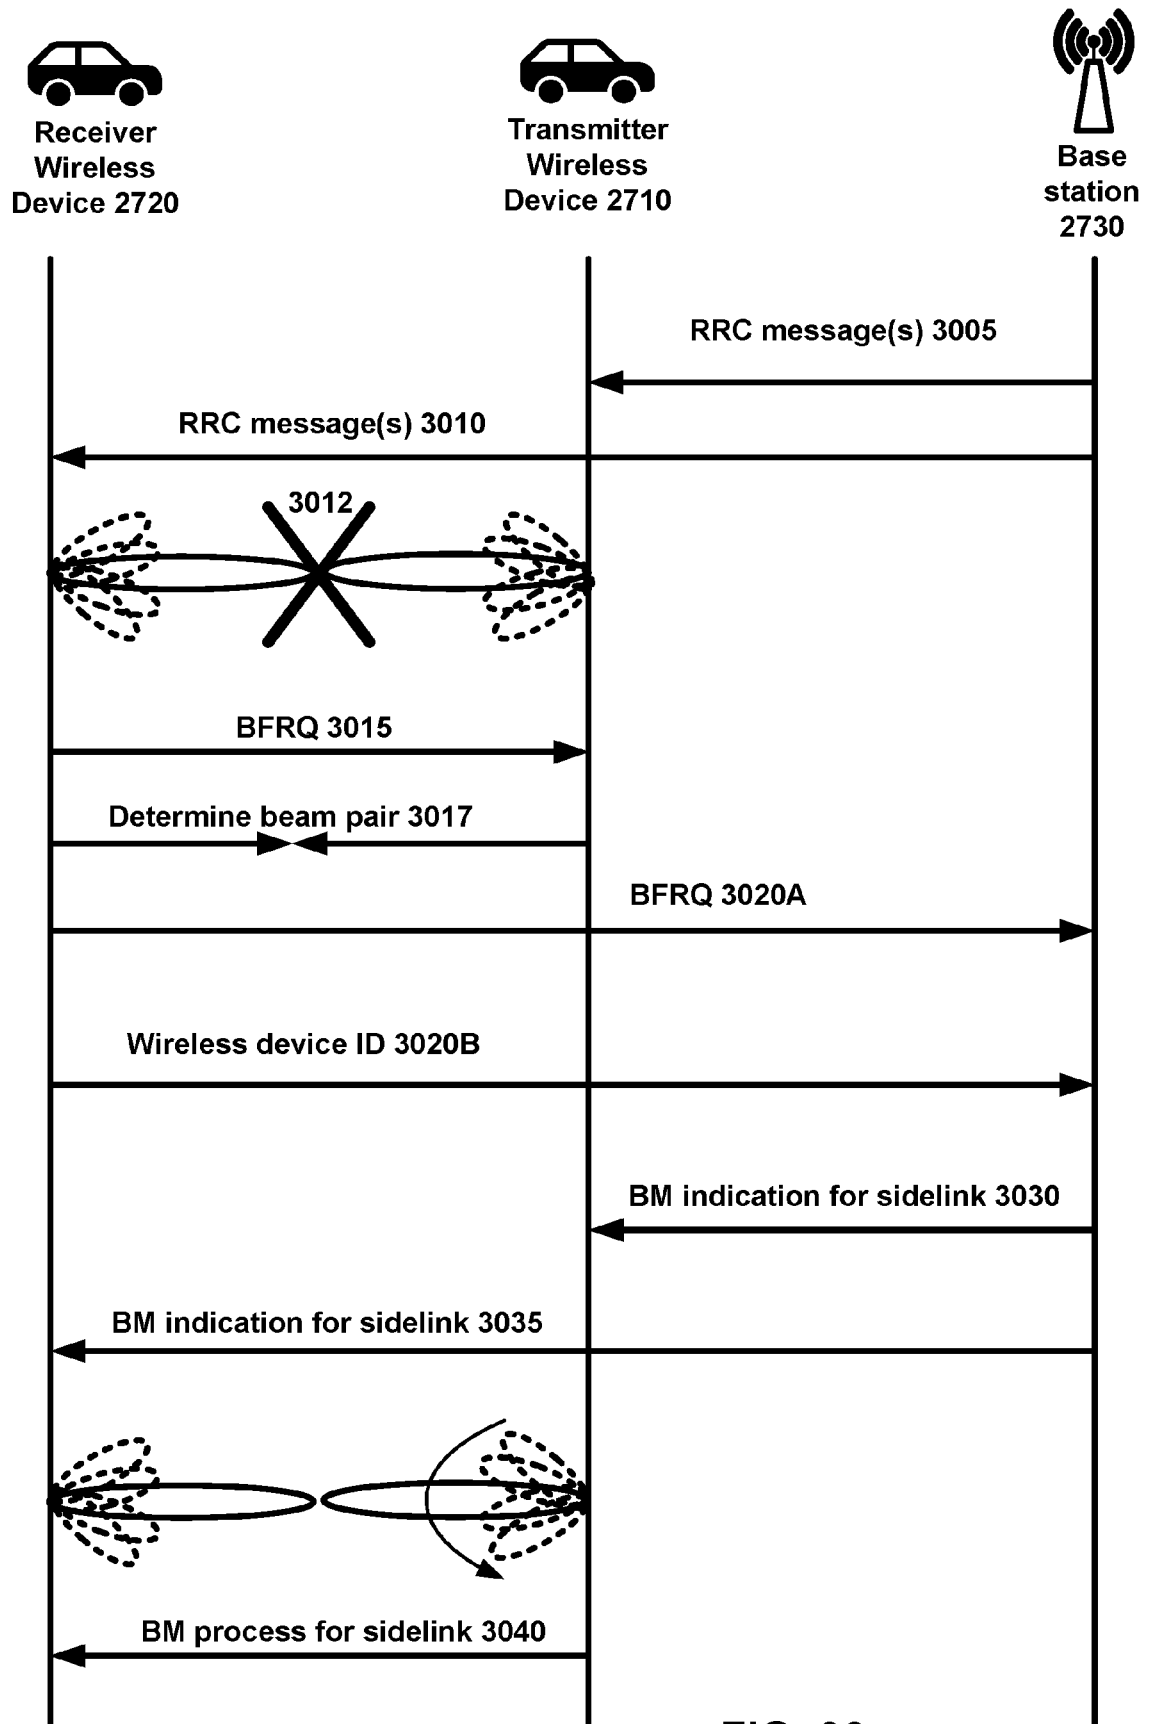 Receiver
Wireless
Device 2720
Transmitter
Wireless
Device 2710
Base
station
2730
RRC message(s) 3005
RRC message(s) 3010
3012
BFRQ 3015
Determine beam pair 3017
BFRQ 3020A
Wireless device ID 3020B
BM indication for sidelink 3030
BM indication for sidelink 3035
BM process for sidelink 3040
FIG.